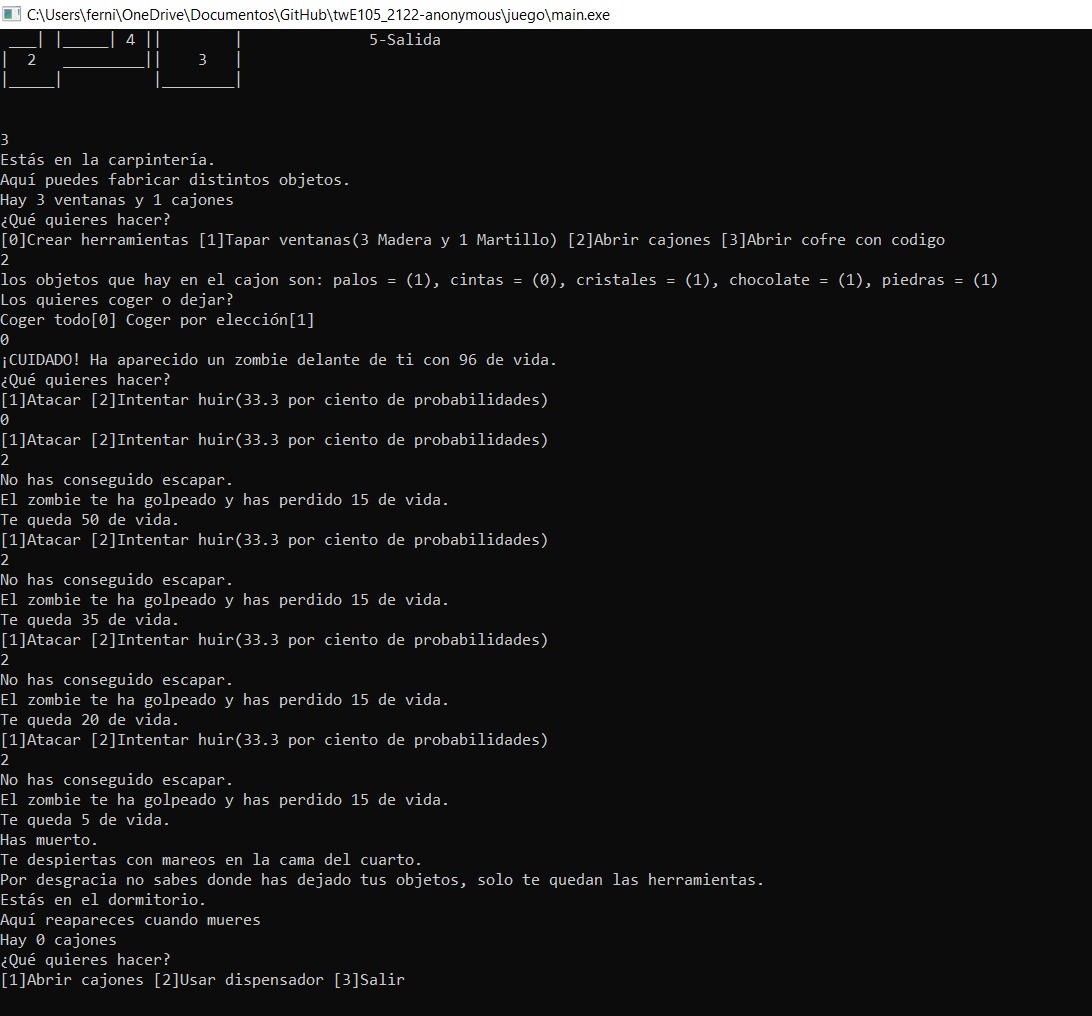 C:\Users\ferni\OneDrive\Documentos\GitHub\twE105_2122-anonymous\juego\main.exe
 ___| |_____| 4 ||        |              5-Salida
|  2   _________||    3   |
|_____|          |________|
3
Estás en la carpintería.
Aquí puedes fabricar distintos objetos.
Hay 3 ventanas y 1 cajones
¿Qué quieres hacer?
[0]Crear herramientas [1]Tapar ventanas(3 Madera y 1 Martillo) [2]Abrir cajones [3]Abrir cofre con codigo
2
los objetos que hay en el cajon son: palos = (1), cintas = (0), cristales = (1), chocolate = (1), piedras = (1)
Los quieres coger o dejar?
Coger todo[0] Coger por elección[1]
0
¡CUIDADO! Ha aparecido un zombie delante de ti con 96 de vida.
¿Qué quieres hacer?
[1]Atacar [2]Intentar huir(33.3 por ciento de probabilidades)
0
[1]Atacar [2]Intentar huir(33.3 por ciento de probabilidades)
2
No has conseguido escapar.
El zombie te ha golpeado y has perdido 15 de vida.
Te queda 50 de vida.
[1]Atacar [2]Intentar huir(33.3 por ciento de probabilidades)
2
No has conseguido escapar.
El zombie te ha golpeado y has perdido 15 de vida.
Te queda 35 de vida.
[1]Atacar [2]Intentar huir(33.3 por ciento de probabilidades)
2
No has conseguido escapar.
El zombie te ha golpeado y has perdido 15 de vida.
Te queda 20 de vida.
[1]Atacar [2]Intentar huir(33.3 por ciento de probabilidades)
2
No has conseguido escapar.
El zombie te ha golpeado y has perdido 15 de vida.
Te queda 5 de vida.
Has muerto.
Te despiertas con mareos en la cama del cuarto.
Por desgracia no sabes donde has dejado tus objetos, solo te quedan las herramientas.
Estás en el dormitorio.
Aquí reapareces cuando mueres
Hay 0 cajones
¿Qué quieres hacer?
[1]Abrir cajones [2]Usar dispensador [3]Salir